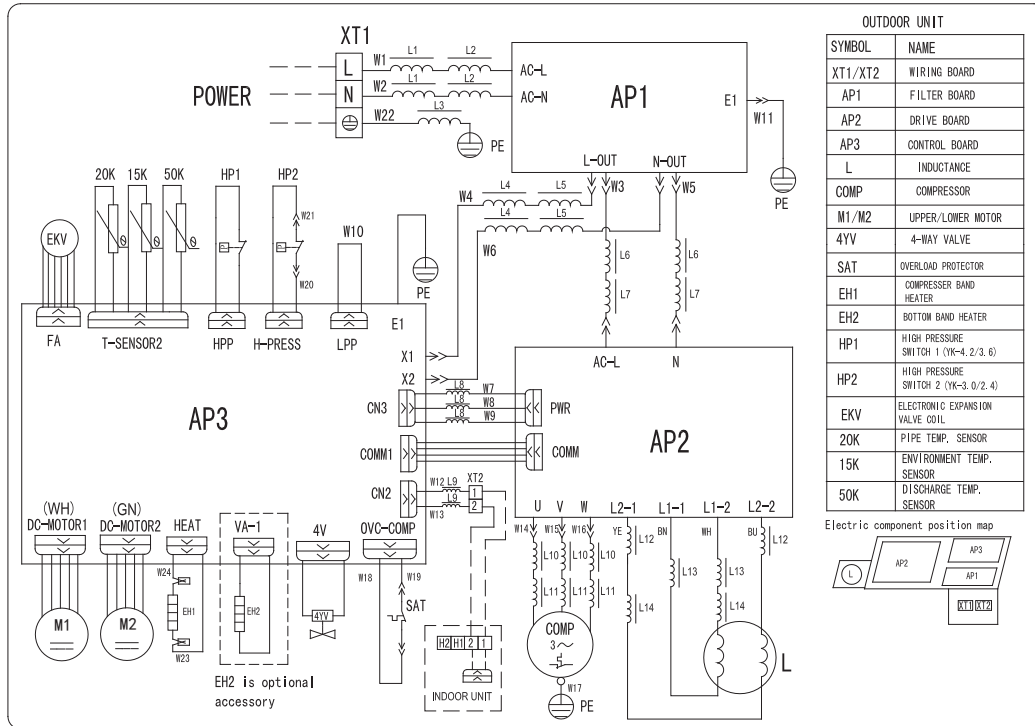 XT1
POWER
L
N
W1
W2
W22
L1
L2
L1
L2
L3
PE
AC-L
AC-N
AP1
E1
W11
PE
L-OUT
N-OUT
W3
W5
W4
L4
L5
L4
L5
W6
L6
L7
L6
L7
20K
15K
50K
HP1
HP2
W21
W20
EKV
W10
PE
FA
T-SENSOR2
HPP
H-PRESS
LPP
E1
X1
X2
AP3
CN3
L8
W7
L8
W8
L8
W9
PWR
COMM1
COMM
CN2
W12
L9
L9
W13
XT2
1
2
AC-L
N
AP2
U
V
W
L2-1
L1-1
L1-2
L2-2
W14
W15
W16
YE
BN
WH
BU
L12
L12
L10
L10
L10
L13
L13
L11
L11
L11
L14
L14
COMP
3~
W17
PE
L
(WH)
DC-MOTOR1
(GN)
DC-MOTOR2
HEAT
VA-1
4V
OVC-COMP
M1
M2
W24
EH1
W23
EH2
4YV
W18
W19
SAT
EH2 is optional
accessory
H2 H1 2 1
INDOOR UNIT
OUTDOOR UNIT
SYMBOL NAME
XT1/XT2 WIRING BOARD
AP1 FILTER BOARD
AP2 DRIVE BOARD
AP3 CONTROL BOARD
L INDUCTANCE
COMP COMPRESSOR
M1/M2 UPPER/LOWER MOTOR
4YV 4-WAY VALVE
SAT OVERLOAD PROTECTOR
EH1 COMPRESSER BAND
HEATER
EH2 BOTTOM BAND HEATER
HP1 HIGH PRESSURE
SWITCH 1 (YK-4.2/3.6)
HP2 HIGH PRESSURE
SWITCH 2 (YK-3.0/2.4)
EKV ELECTRONIC EXPANSION
VALVE COIL
20K PIPE TEMP. SENSOR
15K ENVIRONMENT TEMP.
SENSOR
50K DISCHARGE TEMP.
SENSOR
Electric component position map
L
AP2
AP3
AP1
XT1 XT2